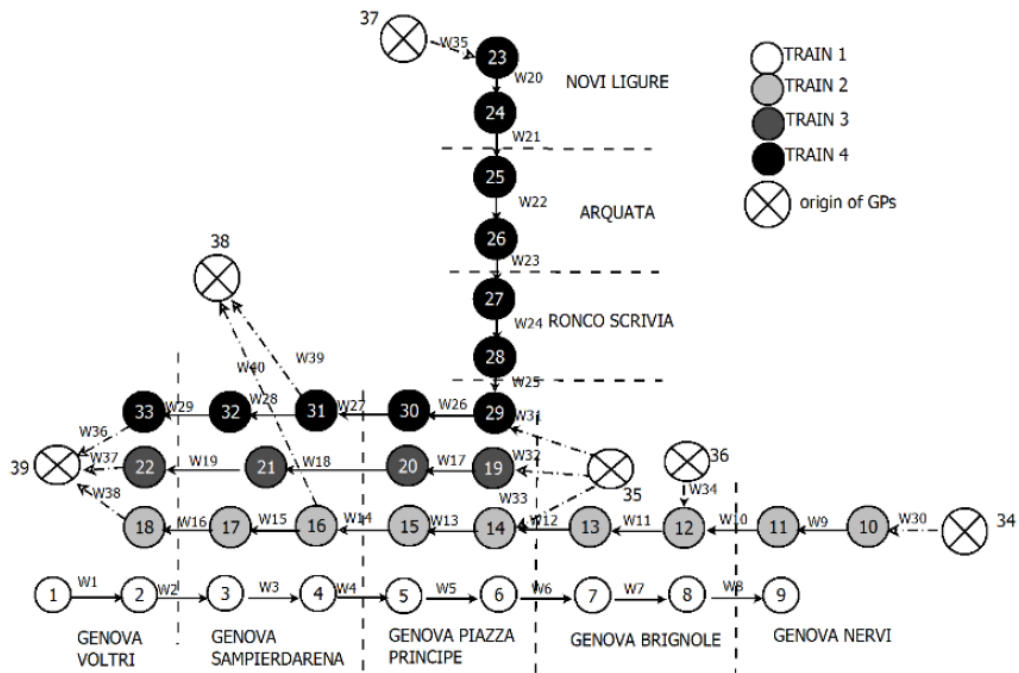 37
W35
23
W20
NOVI LIGURE
24
W21
25
W22
ARQUATA
26
W23
27
W24
RONCO SCRIVIA
28
W25
TRAIN 1
TRAIN 2
TRAIN 3
TRAIN 4
origin of GPs
38
W39
W40
33
W29
32
W28
31
W27
30
W26
29
W31
W36
39
W37
22
W19
21
W18
20
W17
19
W32
35
36
W38
W33
W34
18
W16
17
W15
16
W14
15
W13
14
W12
13
W11
12
W10
11
W9
10
W30
34
1
W1
2
W2
3
W3
4
W4
5
W5
6
W6
7
W7
8
W8
9
GENOVA
VOLTRI
GENOVA
SAMPIERDARENA
GENOVA PIAZZA
PRINCIPE
GENOVA BRIGNOLE
GENOVA NERVI